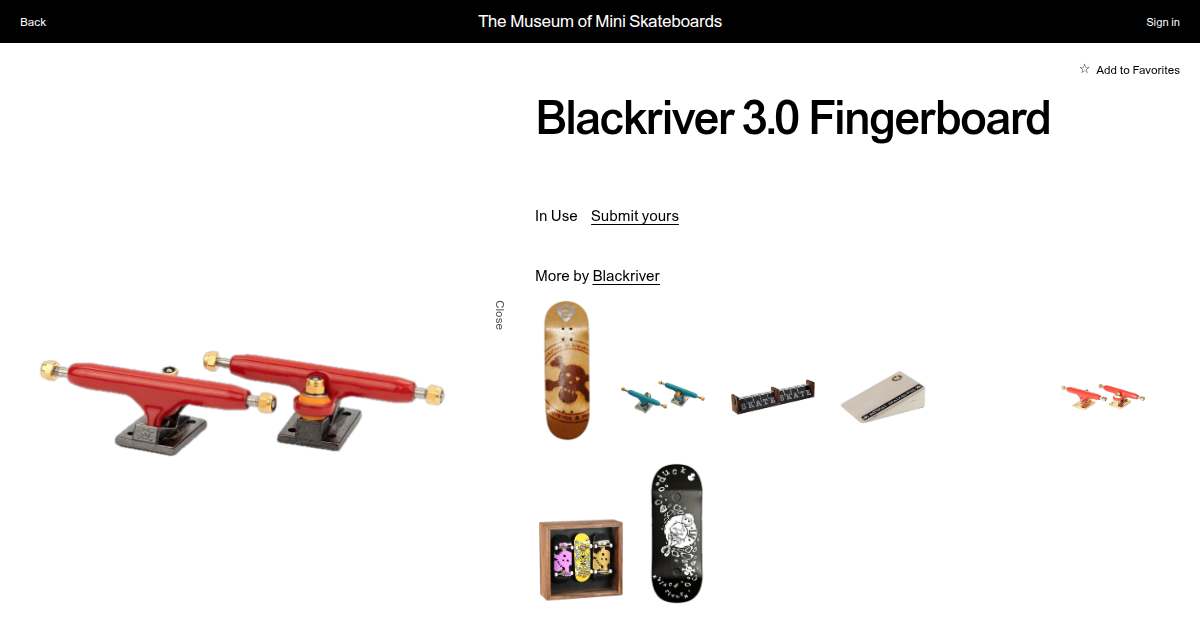 Back
The Museum of Mini Skateboards
Sign in
☆ Add to Favorites
Blackriver 3.0 Fingerboard
In Use Submit yours
More by Blackriver
Close
SKATE SKATE